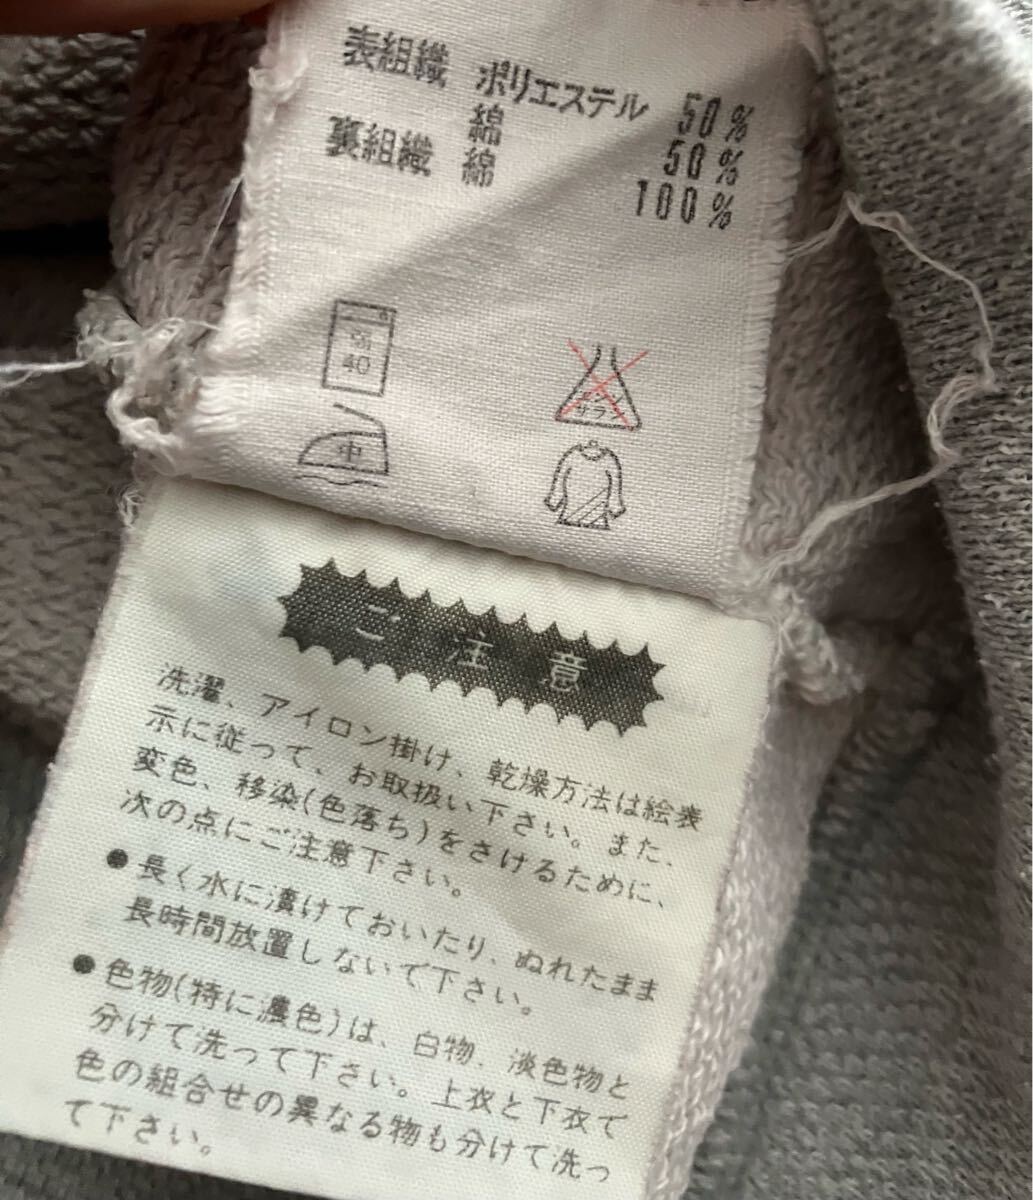 表組織 ポリエステル 50%
綿 50%
裏組織 綿 100%
40
エンソ
サラシ
中
ご注意
洗濯、アイロン掛け、乾燥方法は絵表
示に従って、お取扱い下さい。また、
変色、移染(色落ち)をさけるために、
次の点にご注意下さい。
●長く水に漬けておいたり、ぬれたまま
長時間放置しないで下さい。
●色物(特に濃色)は、白物、淡色物と
分けて洗って下さい。上衣と下衣で
色の組合せの異なる物も分けて洗っ
て下さい。